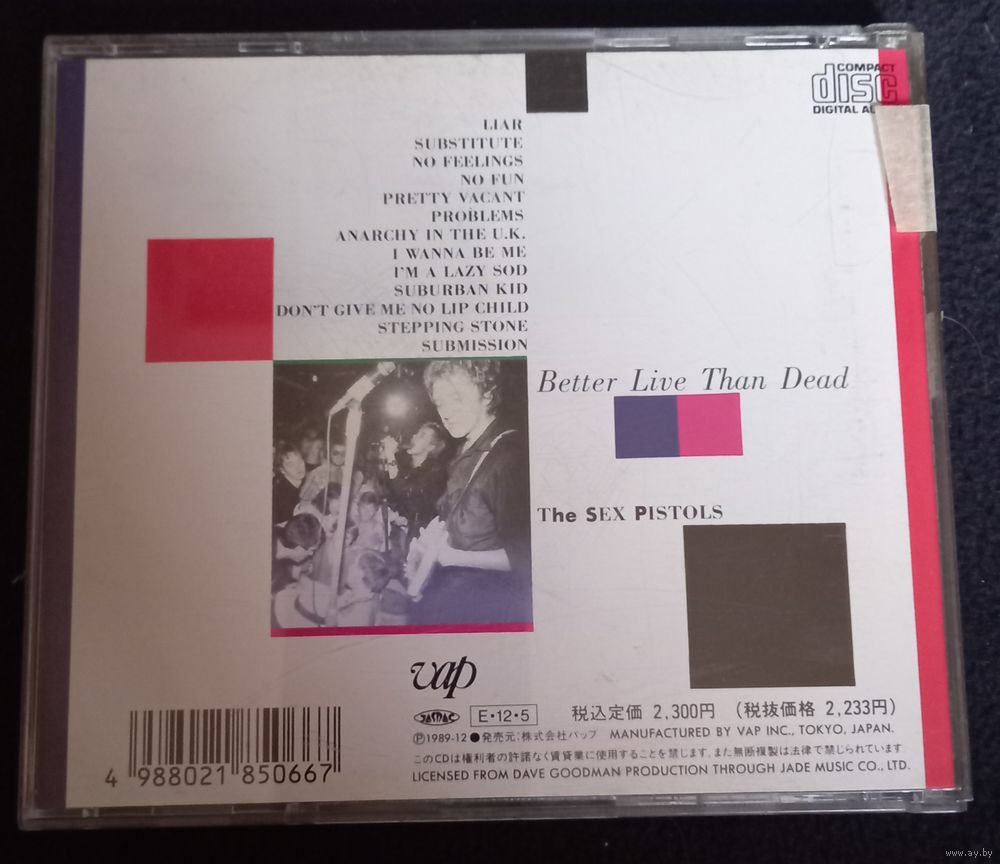 COMPACT
disc
DIGITAL AU
LIAR
SUBSTITUTE
NO FEELINGS
NO FUN
PRETTY VACANT
PROBLEMS
ANARCHY IN THE U.K.
I WANNA BE ME
I'M A LAZY SOD
SUBURBAN KID
DON'T GIVE ME NO LIP CHILD
STEPPING STONE
SUBMISSION
Better Live Than Dead
The SEX PISTOLS
vap
JASRAC
E・12・5
税込定価 2,300円 (税抜価格 2,233円)
Ⓟ1989-12 ●発売元:株式会社バップ MANUFACTURED BY VAP INC., TOKYO, JAPAN.
このCDは権利者の許諾なく賃貸業に使用することを禁じます。また無断複製は法律で禁じられています。
LICENSED FROM DAVE GOODMAN PRODUCTION THROUGH JADE MUSIC CO., LTD.
4 988021 850667
www.ay.by